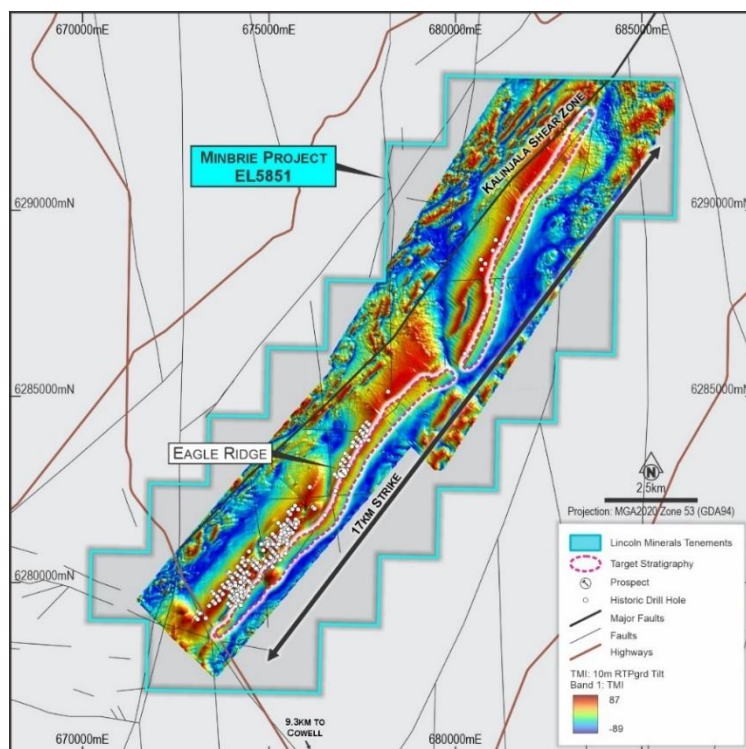 670000mE
675000mE
680000mE
685000mE
KALINJALA SHEAR ZONE
MINBRIE PROJECT
EL5851
6290000mN
6290000mN
6285000mN
6285000mN
EAGLE RIDGE
17KM STRIKE
N
2.5km
Projection: MGA2020 Zone 53 (GDA94)
Lincoln Minerals Tenements
Target Stratigraphy
Prospect
Historic Drill Hole
Major Faults
Faults
Highways
TMI: 10m RTPgrd Tilt
Band 1: TMI
87
-89
6280000mN
670000mE
9.3KM TO
COWELL
680000mE